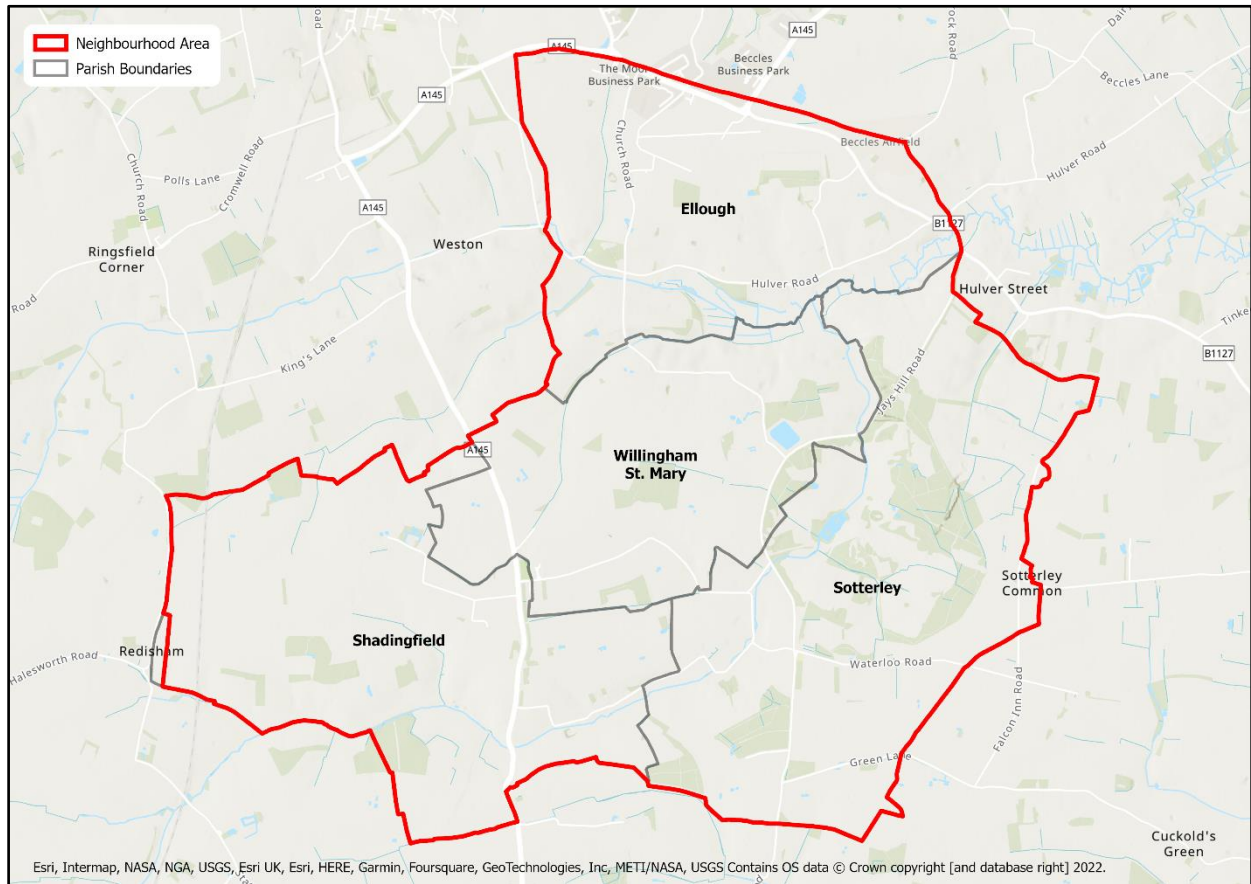 Neighbourhood Area
Parish Boundaries
Road
A145
A145
Beccles
Business Park
The Moor
Business Park
Beccles Lane
A145
Church Road
Cromwell Road
Polls Lane
Church Road
Beccles Airfield
Hulver Road
A145
Ellough
B1127
Ringsfield
Corner
Weston
Road
Hulver Road
Hulver Street
King's Lane
B1127
Jays Hill Road
A145
Willingham
St. Mary
Sotterley
Common
Sotterley
Shadingfield
Redisham
Halesworth Road
Waterloo Road
Falcon Inn Road
Green Lane
Cuckold's
Green
Esri, Intermap, NASA, NGA, USGS, Esri UK, Esri, HERE, Garmin, Foursquare, GeoTechnologies, Inc, METI/NASA, USGS Contains OS data © Crown copyright [and database right] 2022.